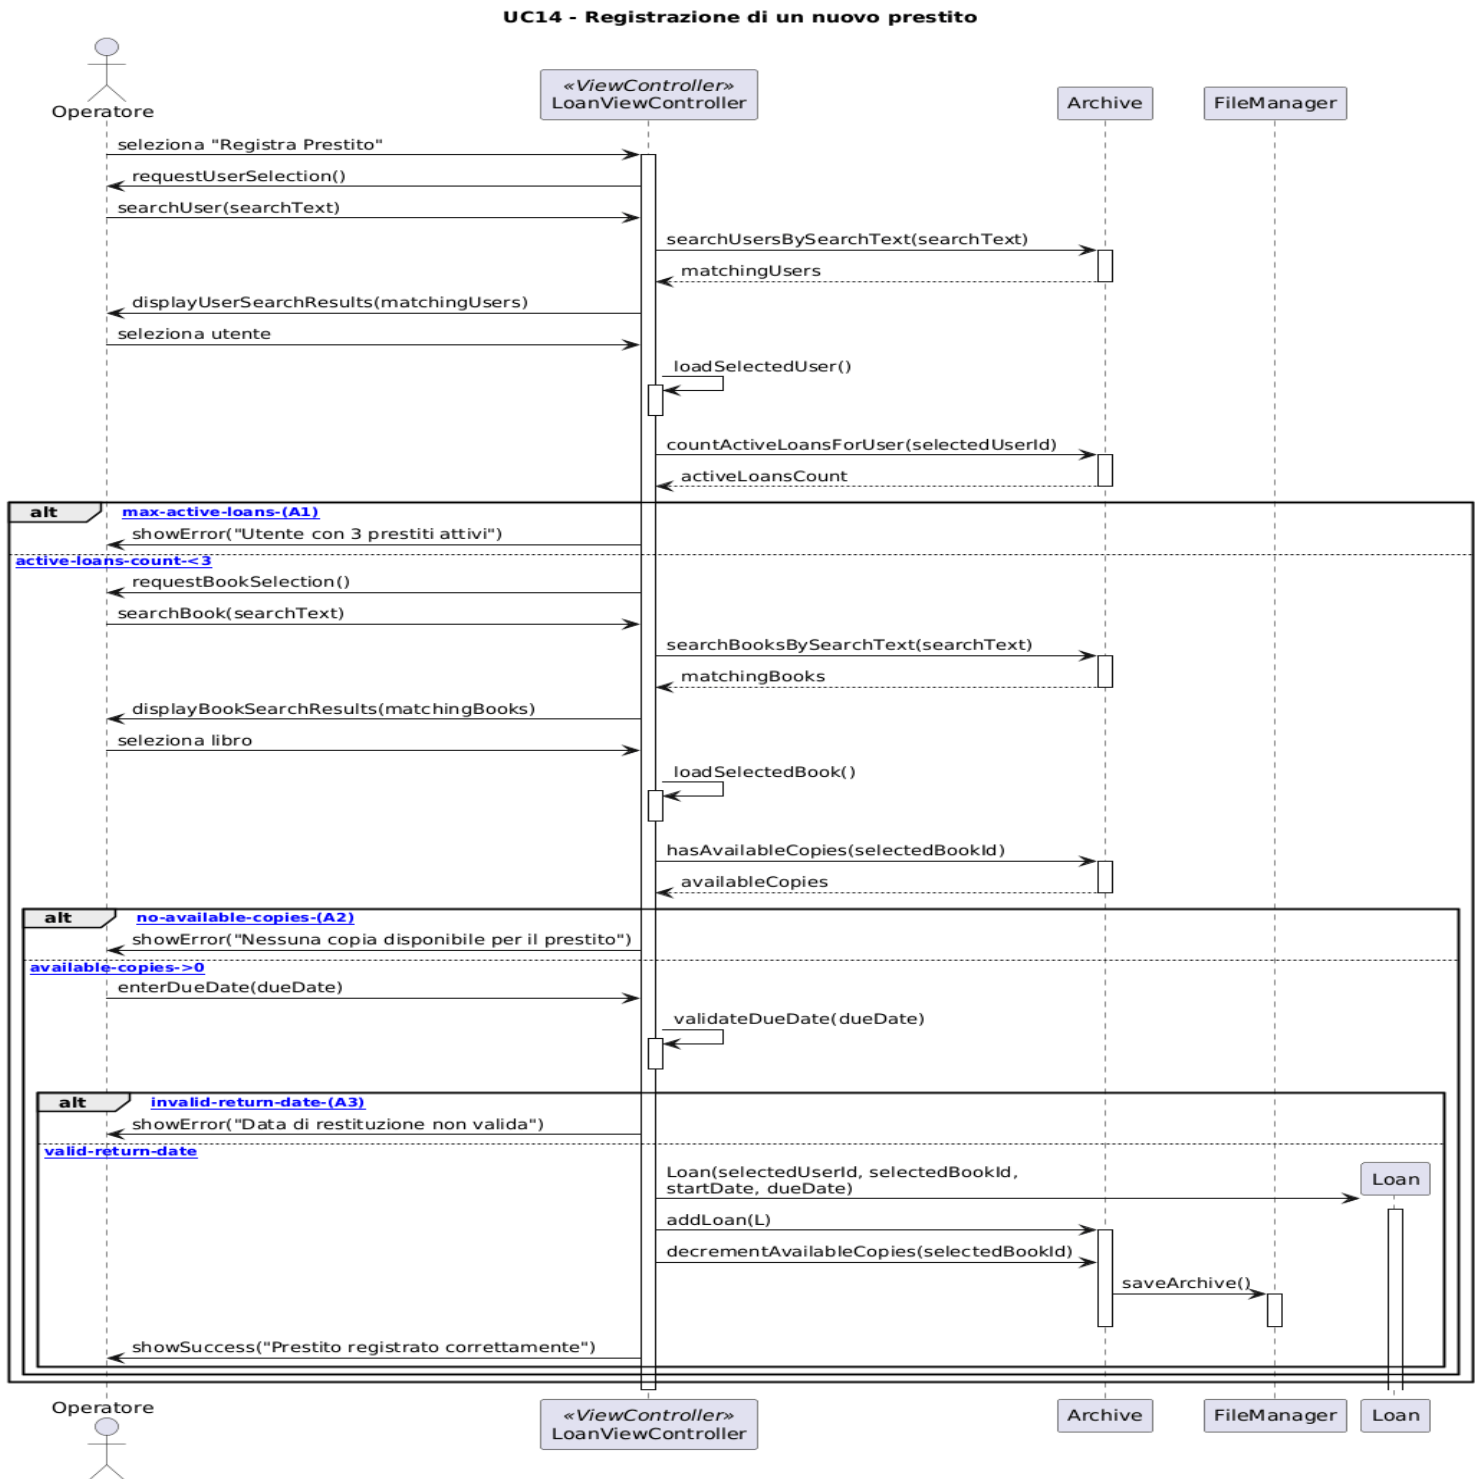 UC14 - Registrazione di un nuovo prestito
Operatore
«ViewController»
LoanViewController
Archive
FileManager
seleziona "Registra Prestito"
requestUserSelection()
searchUser(searchText)
searchUsersBySearchText(searchText)
matchingUsers
displayUserSearchResults(matchingUsers)
seleziona utente
loadSelectedUser()
countActiveLoansForUser(selectedUserId)
activeLoansCount
alt
max-active-loans-(A1)
showError("Utente con 3 prestiti attivi")
active-loans-count-<3
requestBookSelection()
searchBook(searchText)
searchBooksBySearchText(searchText)
matchingBooks
displayBookSearchResults(matchingBooks)
seleziona libro
loadSelectedBook()
hasAvailableCopies(selectedBookId)
availableCopies
alt
no-available-copies-(A2)
showError("Nessuna copia disponibile per il prestito")
available-copies->0
enterDueDate(dueDate)
validateDueDate(dueDate)
alt
invalid-return-date-(A3)
showError("Data di restituzione non valida")
valid-return-date
Loan(selectedUserId, selectedBookId,
startDate, dueDate)
Loan
addLoan(L)
decrementAvailableCopies(selectedBookId)
saveArchive()
showSuccess("Prestito registrato correttamente")
Operatore
«ViewController»
LoanViewController
Archive
FileManager
Loan